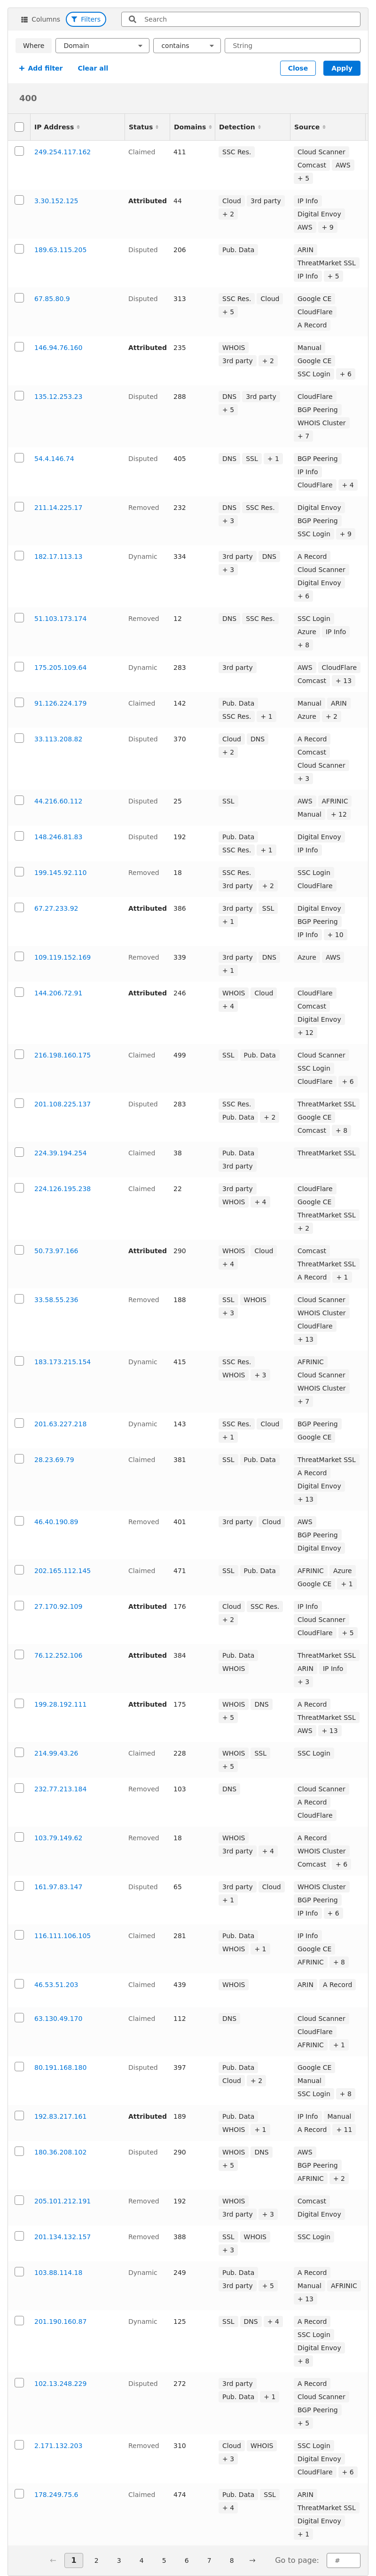 Columns Filters Search
Where Domain contains String
+ Add filter Clear all Close Apply
400
IP Address Status Domains Detection Source
249.254.117.162 Claimed 411 SSC Res. Cloud Scanner
Comcast AWS
+ 5
3.30.152.125 Attributed 44 Cloud 3rd party IP Info
+ 2 Digital Envoy
AWS + 9
189.63.115.205 Disputed 206 Pub. Data ARIN
ThreatMarket SSL
IP Info + 5
67.85.80.9 Disputed 313 SSC Res. Cloud Google CE
+ 5 CloudFlare
A Record
146.94.76.160 Attributed 235 WHOIS Manual
3rd party + 2 Google CE
SSC Login + 6
135.12.253.23 Disputed 288 DNS 3rd party CloudFlare
+ 5 BGP Peering
WHOIS Cluster
+ 7
54.4.146.74 Disputed 405 DNS SSL + 1 BGP Peering
IP Info
CloudFlare + 4
211.14.225.17 Removed 232 DNS SSC Res. Digital Envoy
+ 3 BGP Peering
SSC Login + 9
182.17.113.13 Dynamic 334 3rd party DNS A Record
+ 3 Cloud Scanner
Digital Envoy
+ 6
51.103.173.174 Removed 12 DNS SSC Res. SSC Login
Azure IP Info
+ 8
175.205.109.64 Dynamic 283 3rd party AWS CloudFlare
Comcast + 13
91.126.224.179 Claimed 142 Pub. Data Manual ARIN
SSC Res. + 1 Azure + 2
33.113.208.82 Disputed 370 Cloud DNS A Record
+ 2 Comcast
Cloud Scanner
+ 3
44.216.60.112 Disputed 25 SSL AWS AFRINIC
Manual + 12
148.246.81.83 Disputed 192 Pub. Data Digital Envoy
SSC Res. + 1 IP Info
199.145.92.110 Removed 18 SSC Res. SSC Login
3rd party + 2 CloudFlare
67.27.233.92 Attributed 386 3rd party SSL Digital Envoy
+ 1 BGP Peering
IP Info + 10
109.119.152.169 Removed 339 3rd party DNS Azure AWS
+ 1
144.206.72.91 Attributed 246 WHOIS Cloud CloudFlare
+ 4 Comcast
Digital Envoy
+ 12
216.198.160.175 Claimed 499 SSL Pub. Data Cloud Scanner
SSC Login
CloudFlare + 6
201.108.225.137 Disputed 283 SSC Res. ThreatMarket SSL
Pub. Data + 2 Google CE
Comcast + 8
224.39.194.254 Claimed 38 Pub. Data ThreatMarket SSL
3rd party
224.126.195.238 Claimed 22 3rd party CloudFlare
WHOIS + 4 Google CE
ThreatMarket SSL
+ 2
50.73.97.166 Attributed 290 WHOIS Cloud Comcast
+ 4 ThreatMarket SSL
A Record + 1
33.58.55.236 Removed 188 SSL WHOIS Cloud Scanner
+ 3 WHOIS Cluster
CloudFlare
+ 13
183.173.215.154 Dynamic 415 SSC Res. AFRINIC
WHOIS + 3 Cloud Scanner
WHOIS Cluster
+ 7
201.63.227.218 Dynamic 143 SSC Res. Cloud BGP Peering
+ 1 Google CE
28.23.69.79 Claimed 381 SSL Pub. Data ThreatMarket SSL
A Record
Digital Envoy
+ 13
46.40.190.89 Removed 401 3rd party Cloud AWS
BGP Peering
Digital Envoy
202.165.112.145 Claimed 471 SSL Pub. Data AFRINIC Azure
Google CE + 1
27.170.92.109 Attributed 176 Cloud SSC Res. IP Info
+ 2 Cloud Scanner
CloudFlare + 5
76.12.252.106 Attributed 384 Pub. Data ThreatMarket SSL
WHOIS ARIN IP Info
+ 3
199.28.192.111 Attributed 175 WHOIS DNS A Record
+ 5 ThreatMarket SSL
AWS + 13
214.99.43.26 Claimed 228 WHOIS SSL SSC Login
+ 5
232.77.213.184 Removed 103 DNS Cloud Scanner
A Record
CloudFlare
103.79.149.62 Removed 18 WHOIS A Record
3rd party + 4 WHOIS Cluster
Comcast + 6
161.97.83.147 Disputed 65 3rd party Cloud WHOIS Cluster
+ 1 BGP Peering
IP Info + 6
116.111.106.105 Claimed 281 Pub. Data IP Info
WHOIS + 1 Google CE
AFRINIC + 8
46.53.51.203 Claimed 439 WHOIS ARIN A Record
63.130.49.170 Claimed 112 DNS Cloud Scanner
CloudFlare
AFRINIC + 1
80.191.168.180 Disputed 397 Pub. Data Google CE
Cloud + 2 Manual
SSC Login + 8
192.83.217.161 Attributed 189 Pub. Data IP Info Manual
WHOIS + 1 A Record + 11
180.36.208.102 Disputed 290 WHOIS DNS AWS
+ 5 BGP Peering
AFRINIC + 2
205.101.212.191 Removed 192 WHOIS Comcast
3rd party + 3 Digital Envoy
201.134.132.157 Removed 388 SSL WHOIS SSC Login
+ 3
103.88.114.18 Dynamic 249 Pub. Data A Record
3rd party + 5 Manual AFRINIC
+ 13
201.190.160.87 Dynamic 125 SSL DNS + 4 A Record
SSC Login
Digital Envoy
+ 8
102.13.248.229 Disputed 272 3rd party A Record
Pub. Data + 1 Cloud Scanner
BGP Peering
+ 5
2.171.132.203 Removed 310 Cloud WHOIS SSC Login
+ 3 Digital Envoy
CloudFlare + 6
178.249.75.6 Claimed 474 Pub. Data SSL ARIN
+ 4 ThreatMarket SSL
Digital Envoy
+ 1
← 1 2 3 4 5 6 7 8 → Go to page: #